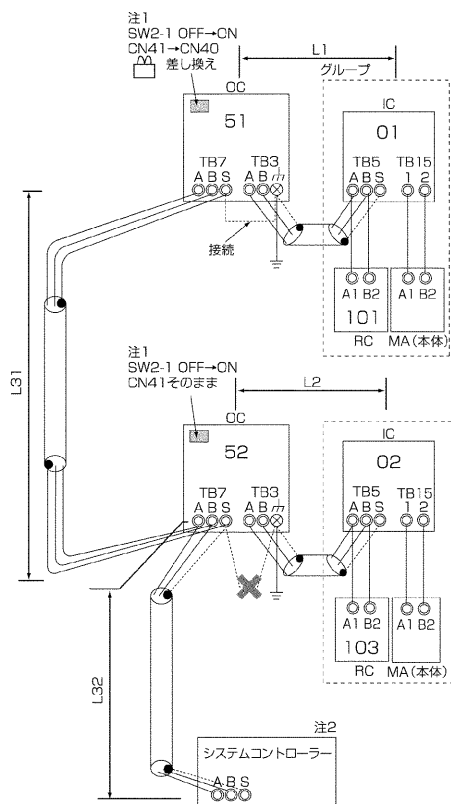 注1
SW2-1 OFF→ON
CN41→CN40
差し換え
L1
グループ
OC
IC
51
01
TB7 TB3
A B S A B
TB5 TB15
A B S 1 2
接続
A1 B2 A1 B2
101
RC MA(本体)
L31
注1
SW2-1 OFF→ON
CN41そのまま
L2
OC
IC
52
02
TB7 TB3
A B S A B
TB5 TB15
A B S 1 2
A1 B2 A1 B2
103
RC MA(本体)
L32
注2
システムコントローラー
A B S